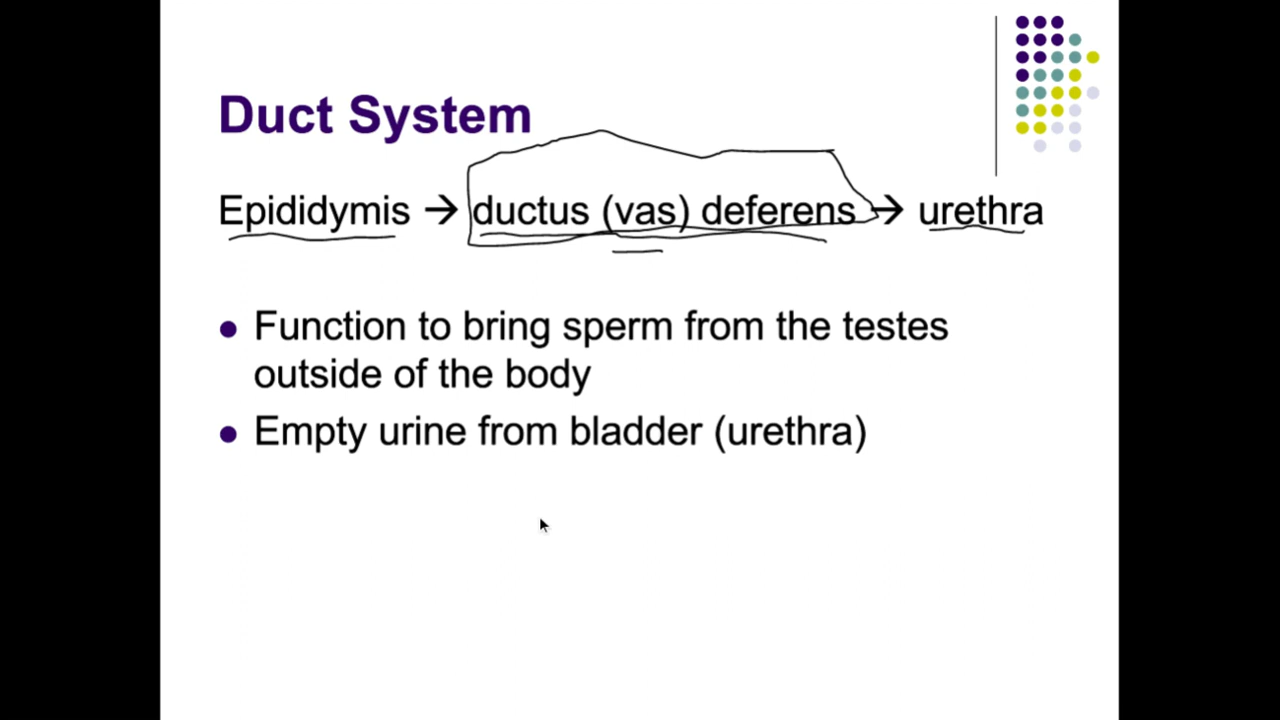 Duct System
Epididymis → ductus (vas) deferens → urethra
● Function to bring sperm from the testes
outside of the body
● Empty urine from bladder (urethra)